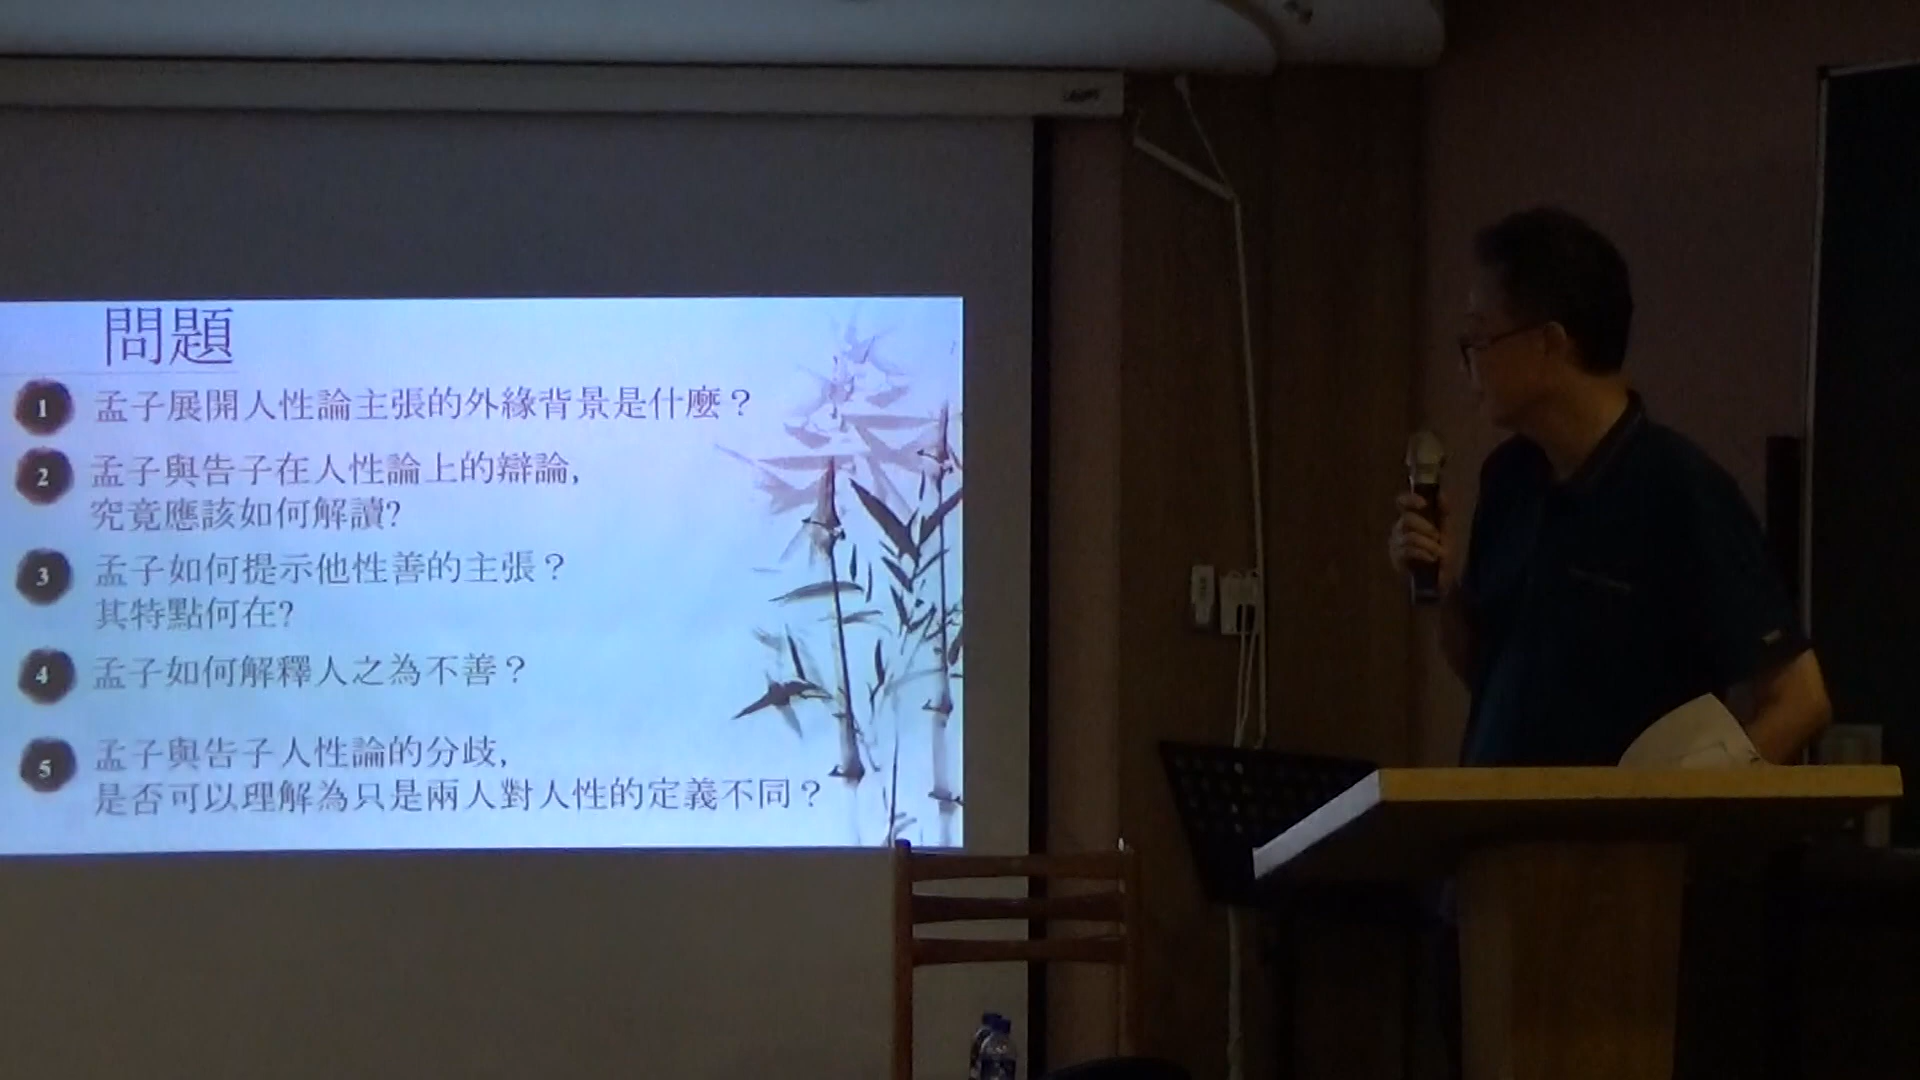 問題
1 孟子展開人性論主張的外緣背景是什麼？
2 孟子與告子在人性論上的辯論,
究竟應該如何解讀?
3 孟子如何提示他性善的主張？
其特點何在?
4 孟子如何解釋人之為不善？
5 孟子與告子人性論的分歧,
是否可以理解為只是兩人對人性的定義不同？